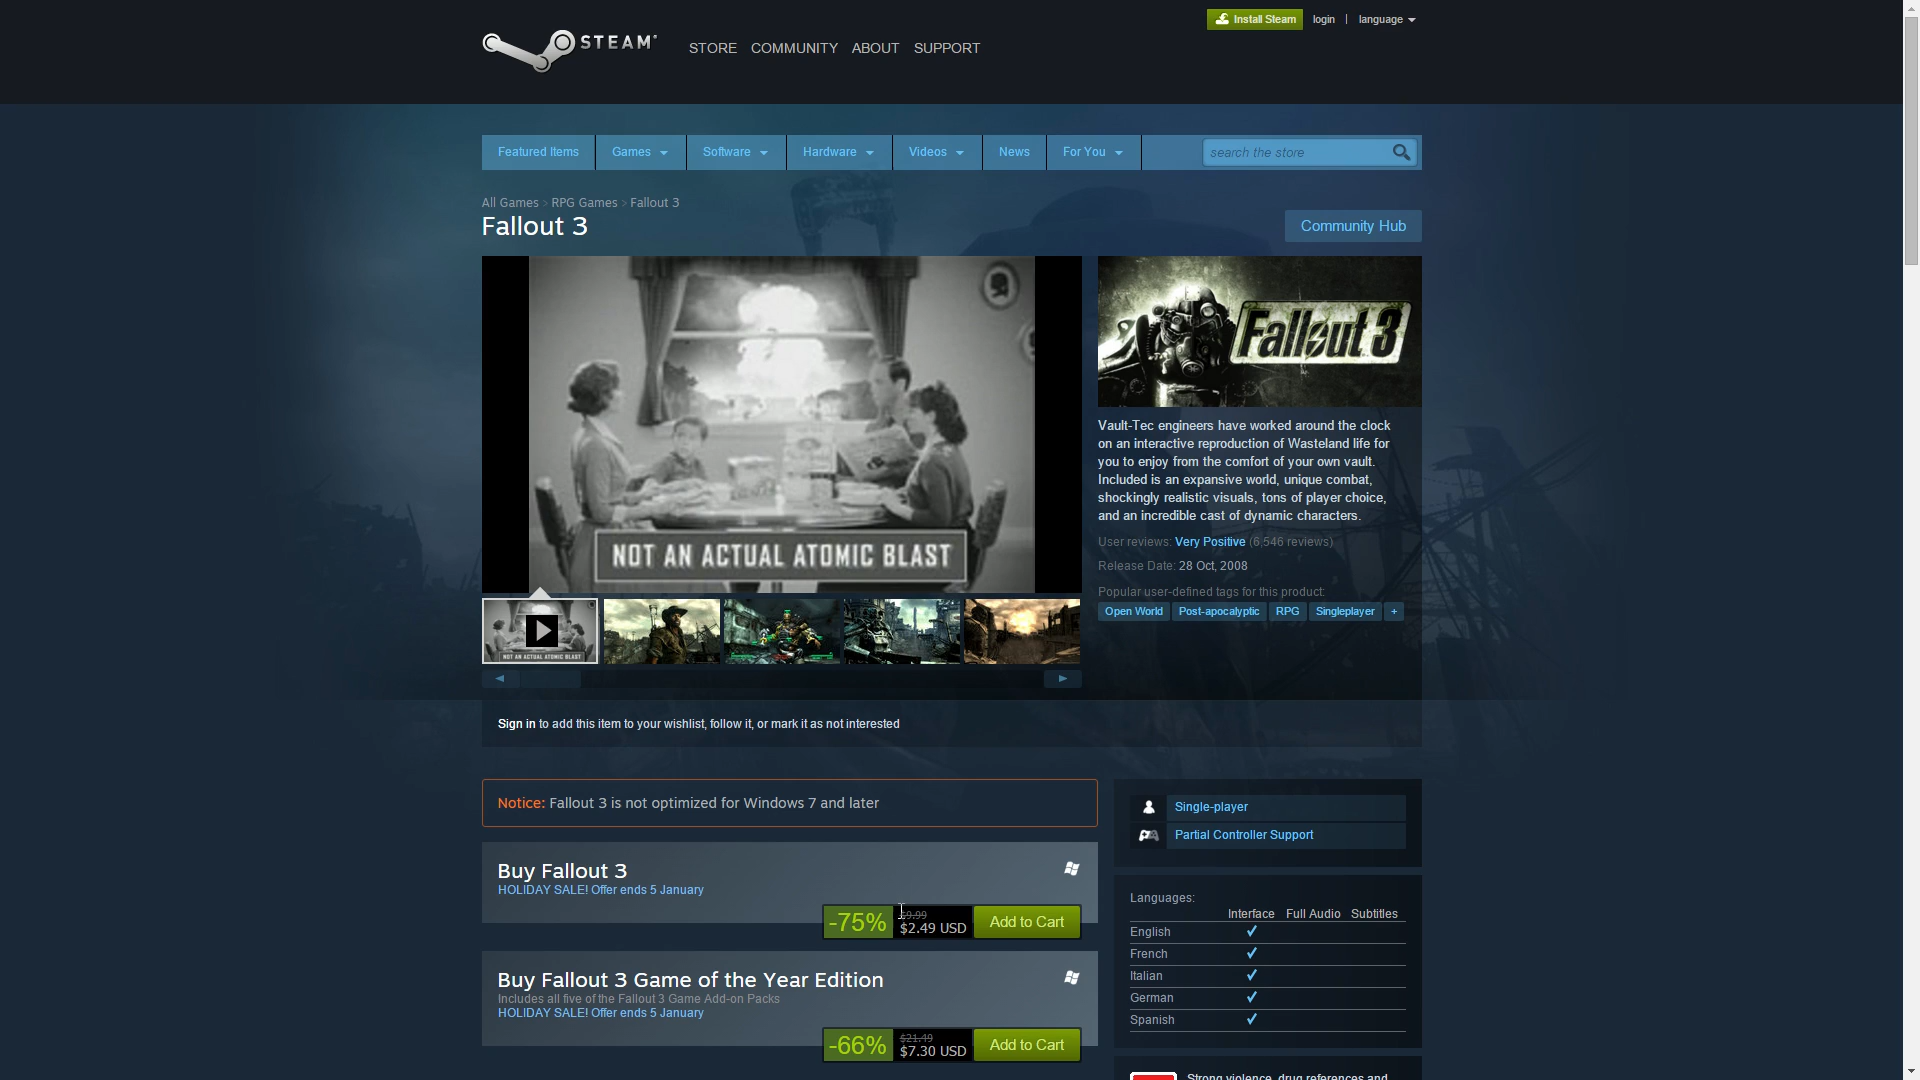 Install Steam login | language
STEAM®
STORE COMMUNITY ABOUT SUPPORT
Featured Items Games Software Hardware Videos News For You search the store
All Games > RPG Games > Fallout 3
Fallout 3
Community Hub
NOT AN ACTUAL ATOMIC BLAST
Fallout 3
Vault-Tec engineers have worked around the clock
on an interactive reproduction of Wasteland life for
you to enjoy from the comfort of your own vault.
Included is an expansive world, unique combat,
shockingly realistic visuals, tons of player choice,
and an incredible cast of dynamic characters.
User reviews: Very Positive (6,546 reviews)
Release Date: 28 Oct, 2008
Popular user-defined tags for this product:
Open World Post-apocalyptic RPG Singleplayer +
NOT AN ACTUAL ATOMIC BLAST
Sign in to add this item to your wishlist, follow it, or mark it as not interested
Notice: Fallout 3 is not optimized for Windows 7 and later
Buy Fallout 3
HOLIDAY SALE! Offer ends 5 January
-75% $9.99
$2.49 USD
Add to Cart
Buy Fallout 3 Game of the Year Edition
Includes all five of the Fallout 3 Game Add-on Packs
HOLIDAY SALE! Offer ends 5 January
-66% $21.49
$7.30 USD
Add to Cart
Single-player
Partial Controller Support
Languages:
Interface Full Audio Subtitles
English
French
Italian
German
Spanish
Strong violence, drug references and